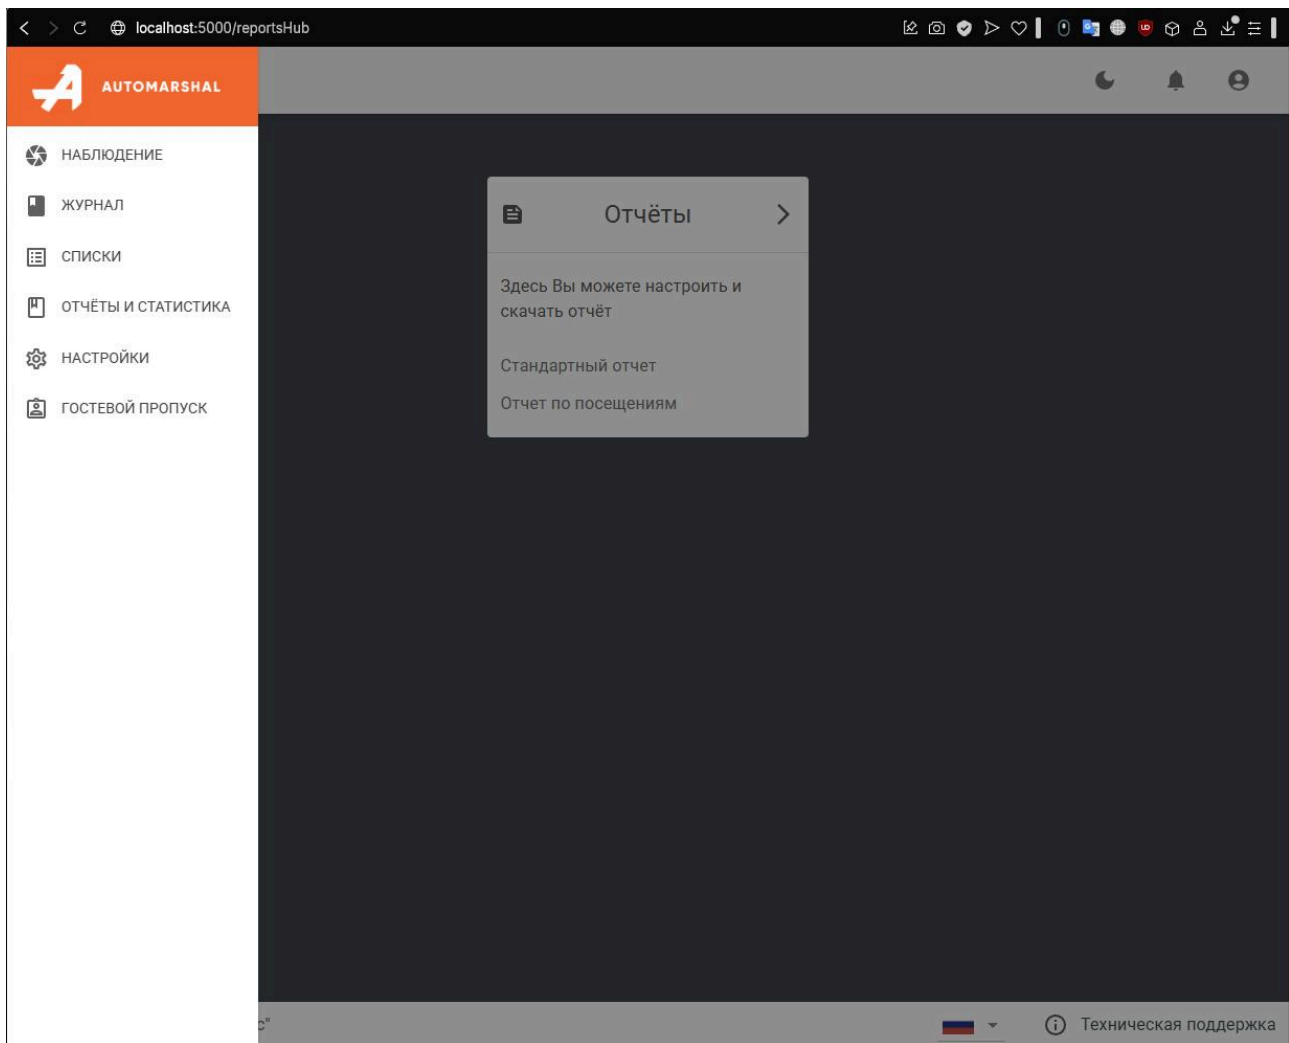 localhost:5000/reportsHub
AUTOMARSHAL
НАБЛЮДЕНИЕ
ЖУРНАЛ
СПИСКИ
ОТЧЁТЫ И СТАТИСТИКА
НАСТРОЙКИ
ГОСТЕВОЙ ПРОПУСК
Отчёты
Здесь Вы можете настроить и
скачать отчёт
Стандартный отчет
Отчет по посещениям
с"
Техническая поддержка